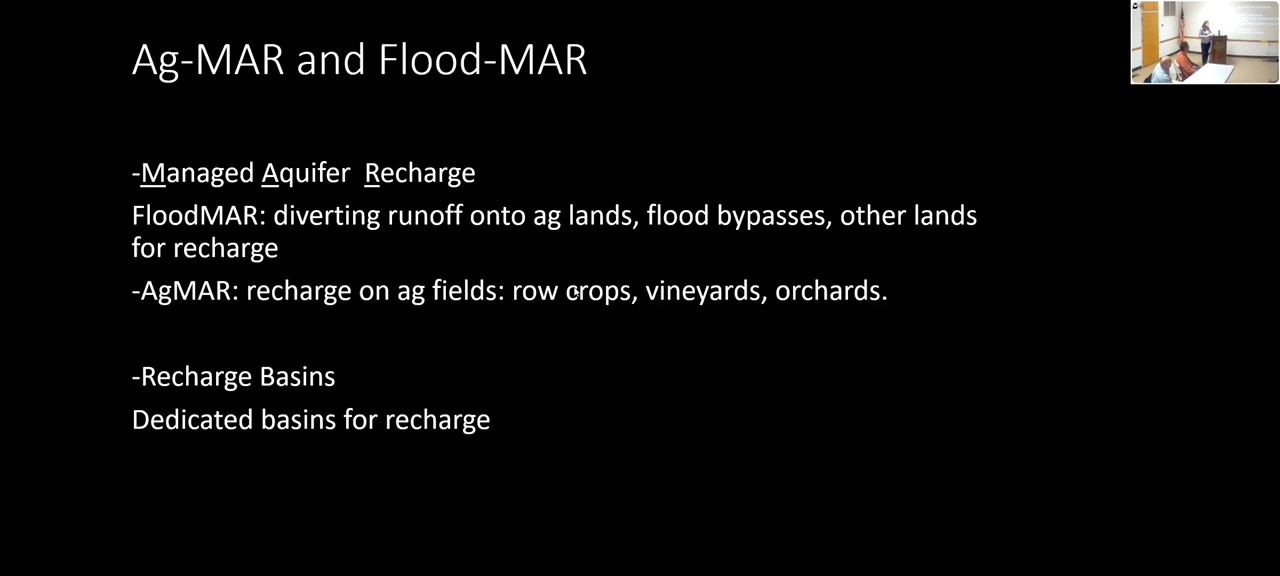 Ag-MAR and Flood-MAR
-Managed Aquifer Recharge
FloodMAR: diverting runoff onto ag lands, flood bypasses, other lands
for recharge
-AgMAR: recharge on ag fields: row crops, vineyards, orchards.
-Recharge Basins
Dedicated basins for recharge